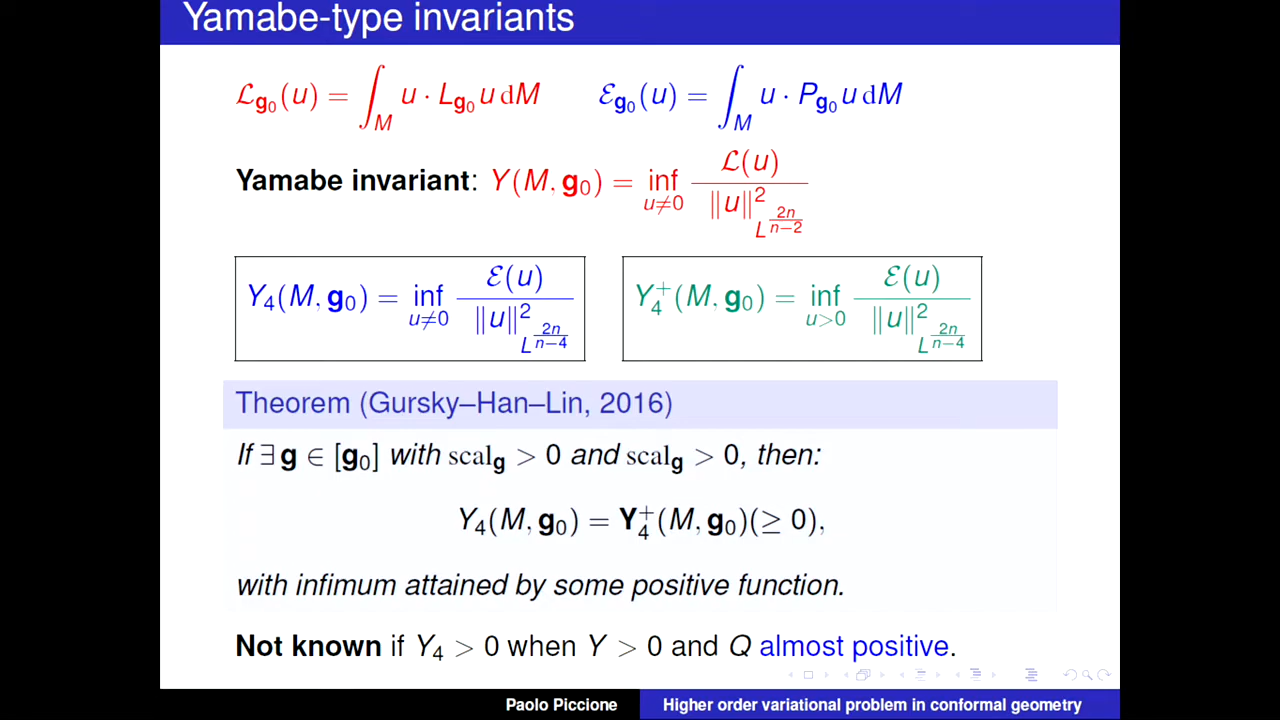 Yamabe-type invariants
ℒ_{g₀}(u) = ∫_M u · L_{g₀} u dM    ℰ_{g₀}(u) = ∫_M u · P_{g₀} u dM
Yamabe invariant: Y(M, g₀) = inf_{u≠0} ℒ(u) / ‖u‖²_{L^{2n/(n−2)}}
Y₄(M, g₀) = inf_{u≠0} ℰ(u) / ‖u‖²_{L^{2n/(n−4)}}    Y₄⁺(M, g₀) = inf_{u>0} ℰ(u) / ‖u‖²_{L^{2n/(n−4)}}
Theorem (Gursky–Han–Lin, 2016)
If ∃ g ∈ [g₀] with scal_g > 0 and scal_g > 0, then:
Y₄(M, g₀) = Y₄⁺(M, g₀)(≥ 0),
with infimum attained by some positive function.
Not known if Y₄ > 0 when Y > 0 and Q almost positive.
Paolo Piccione    Higher order variational problem in conformal geometry